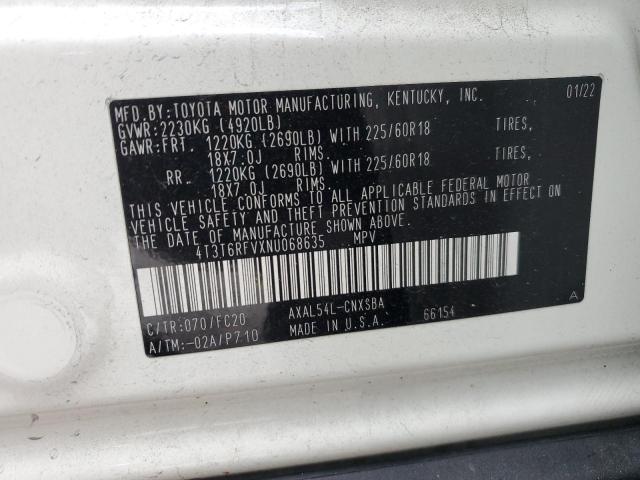 MFD.BY:TOYOTA MOTOR MANUFACTURING, KENTUCKY, INC. 01/22
GVWR:2230KG (4920LB)
GAWR:FRT. 1220KG (2690LB) WITH 225/60R18 TIRES,
18X7.0J RIMS.
RR. 1220KG (2690LB) WITH 225/60R18 TIRES,
18X7.0J RIMS.
THIS VEHICLE CONFORMS TO ALL APPLICABLE FEDERAL MOTOR
VEHICLE SAFETY AND THEFT PREVENTION STANDARDS IN EFFECT ON
THE DATE OF MANUFACTURE SHOWN ABOVE.
4T3T6RFVXNU068635 MPV
C/TR:070/FC20 AXAL54L-CNXSBA A
A/TM:-02A/P710 MADE IN U.S.A. 66154